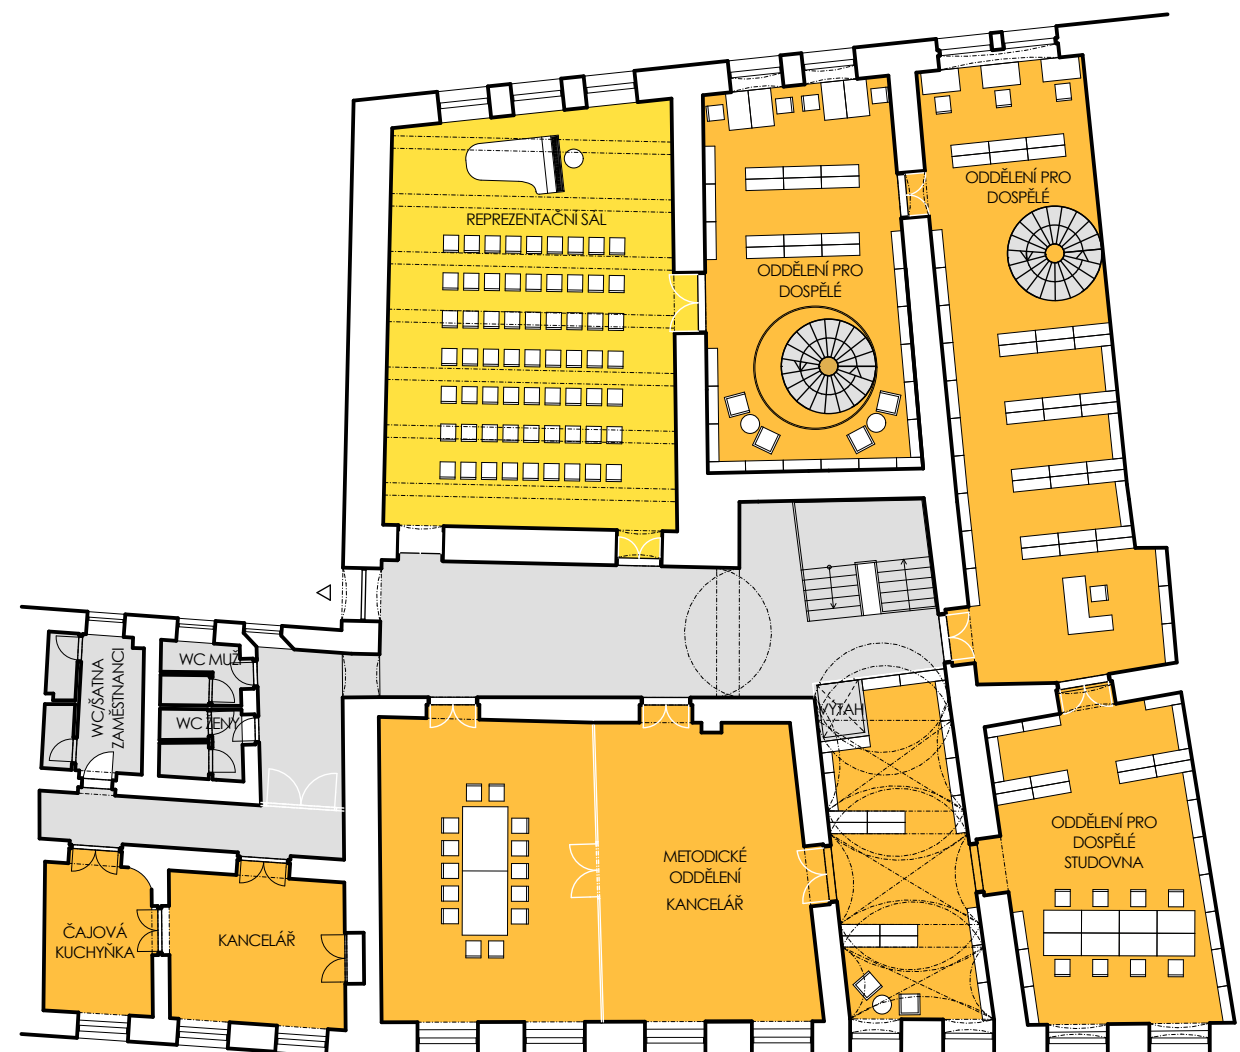 REPREZENTAČNÍ SÁL
ODDĚLENÍ PRO
DOSPĚLÉ
ODDĚLENÍ PRO
DOSPĚLÉ
WC/ŠATNA
ZAMĚSTNANCI
WC MUŽI
WC ŽENY
VÝTAH
METODICKÉ
ODDĚLENÍ
KANCELÁŘ
ODDĚLENÍ PRO
DOSPĚLÉ
STUDOVNA
ČAJOVÁ
KUCHYŇKA
KANCELÁŘ